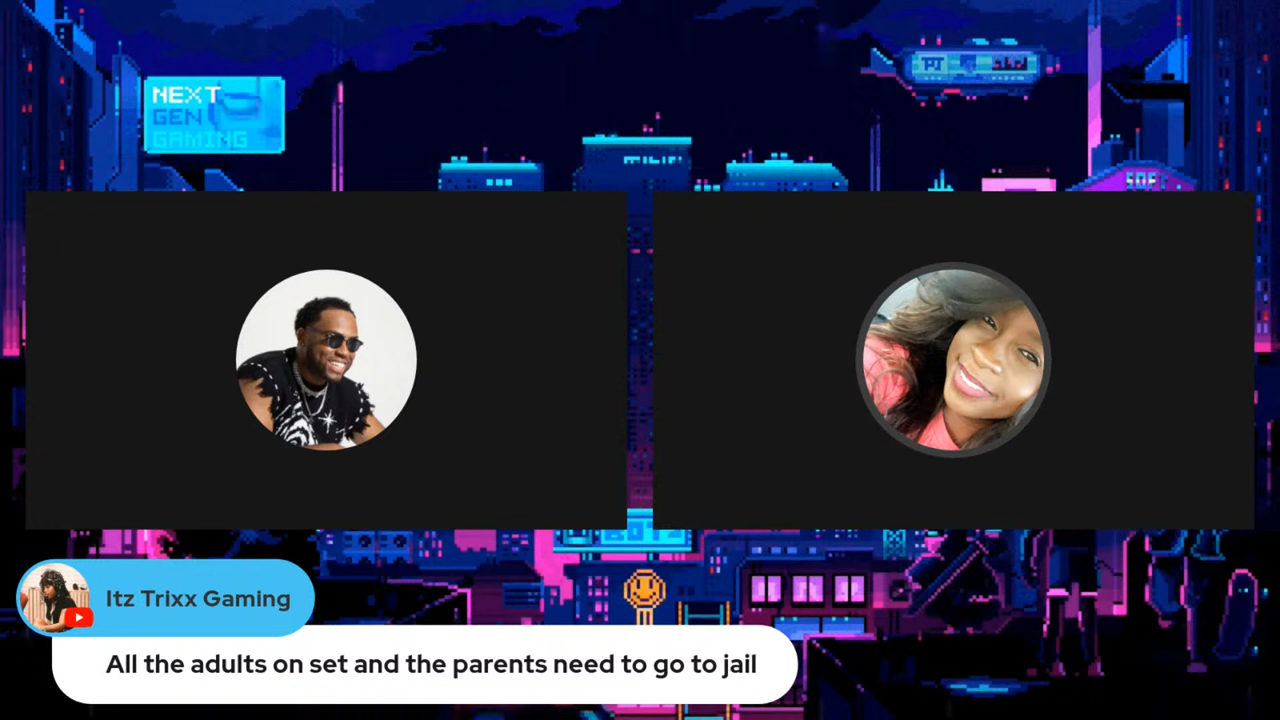 NEXT
GEN
GAMING
SOFT
Itz Trixx Gaming
All the adults on set and the parents need to go to jail